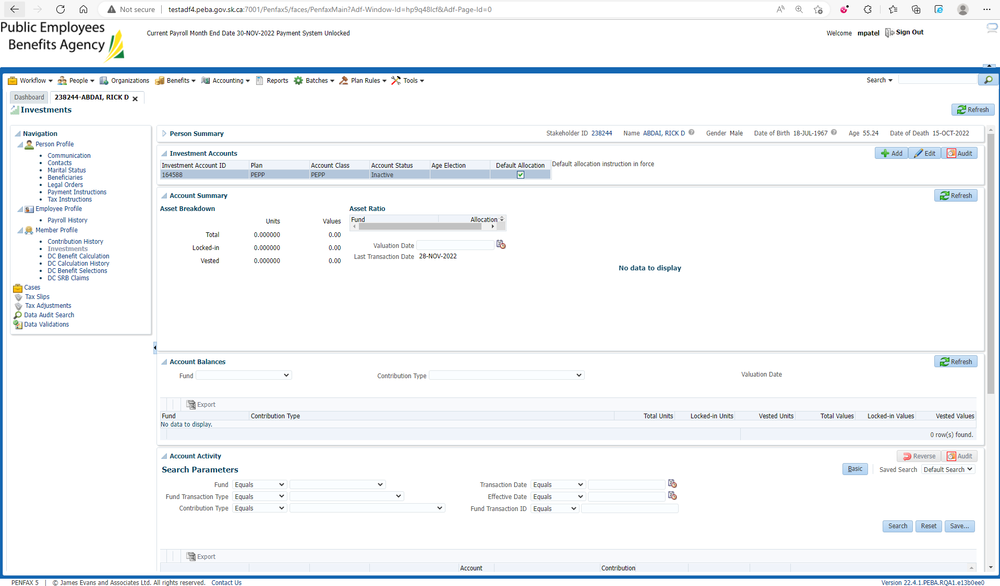 Not secure | testadf4.peba.gov.sk.ca:7001/Penfax5/faces/PenfaxMain?Adf-Window-Id=hp9q48lcf&Adf-Page-Id=0
Public Employees
Benefits Agency
Current Payroll Month End Date 30-NOV-2022 Payment System Unlocked
Welcome mpatel Sign Out
Workflow People Organizations Benefits Accounting Reports Batches Plan Rules Tools Search
Dashboard 238244-ABDAI, RICK D
Investments Refresh
Navigation
Person Profile
Communication
Contacts
Marital Status
Beneficiaries
Legal Orders
Payment Instructions
Tax Instructions
Employee Profile
Payroll History
Member Profile
Contribution History
Investments
DC Benefit Calculation
DC Calculation History
DC Benefit Selections
DC SRB Claims
Cases
Tax Slips
Tax Adjustments
Data Audit Search
Data Validations
Person Summary Stakeholder ID 238244 Name ABDAI, RICK D Gender Male Date of Birth 18-JUL-1967 Age 55.24 Date of Death 15-OCT-2022
Investment Accounts Add Edit Audit
Investment Account ID Plan Account Class Account Status Age Election Default Allocation Default allocation instruction in force
164588 PEPP PEPP Inactive
Account Summary Refresh
Asset Breakdown Asset Ratio
Units Values Fund Allocation
Total 0.000000 0.00
Locked-in 0.000000 0.00 Valuation Date
Vested 0.000000 0.00 Last Transaction Date 28-NOV-2022
No data to display
Account Balances Refresh
Fund Contribution Type Valuation Date
Export
Fund Contribution Type Total Units Locked-in Units Vested Units Total Values Locked-in Values Vested Values
No data to display.
0 row(s) found.
Account Activity Reverse Audit
Search Parameters Basic Saved Search Default Search
Fund Equals Transaction Date Equals
Fund Transaction Type Equals Effective Date Equals
Contribution Type Equals Fund Transaction ID Equals
Search Reset Save...
Export
Account Contribution
PENFAX 5 | © James Evans and Associates Ltd. All rights reserved. Contact Us Version 22.4.1.PEBA.RQA1.e13b0ee0